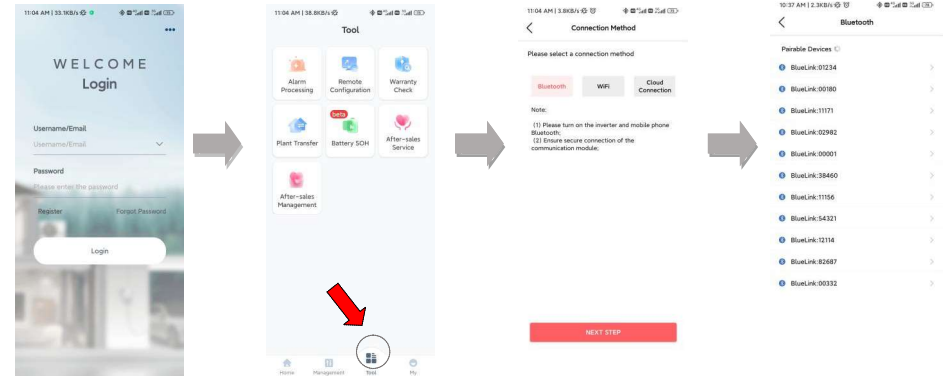 11:04 AM | 33.1KB/s
WELCOME
Login
Username/Email
Username/Email
Password
Please enter the password
Register
Forgot Password
Login
11:04 AM | 38.8KB/s
Tool
Alarm
Processing
Remote
Configuration
Warranty
Check
beta
Plant Transfer
Battery SOH
After-sales
Service
After-sales
Management
Home
Management
Tool
My
11:04 AM | 3.8KB/s
Connection Method
Please select a connection method
Bluetooth
WiFi
Cloud
Connection
Note:
(1) Please turn on the inverter and mobile phone
Bluetooth;
(2) Ensure secure connection of the
communication module;
NEXT STEP
10:37 AM | 2.3KB/s
Bluetooth
Pairable Devices
BlueLink:01234
BlueLink:00180
BlueLink:11171
BlueLink:02982
BlueLink:00001
BlueLink:38460
BlueLink:11156
BlueLink:54321
BlueLink:12114
BlueLink:82687
BlueLink:00332